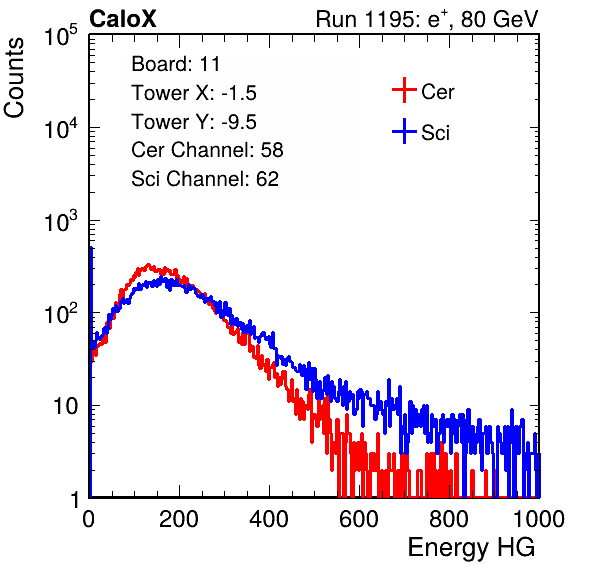 CaloX Run 1195: e⁺, 80 GeV
Counts
Board: 11
Tower X: -1.5
Tower Y: -9.5
Cer Channel: 58
Sci Channel: 62
Cer
Sci
10⁵
10⁴
10³
10²
10
1
0 200 400 600 800 1000
Energy HG